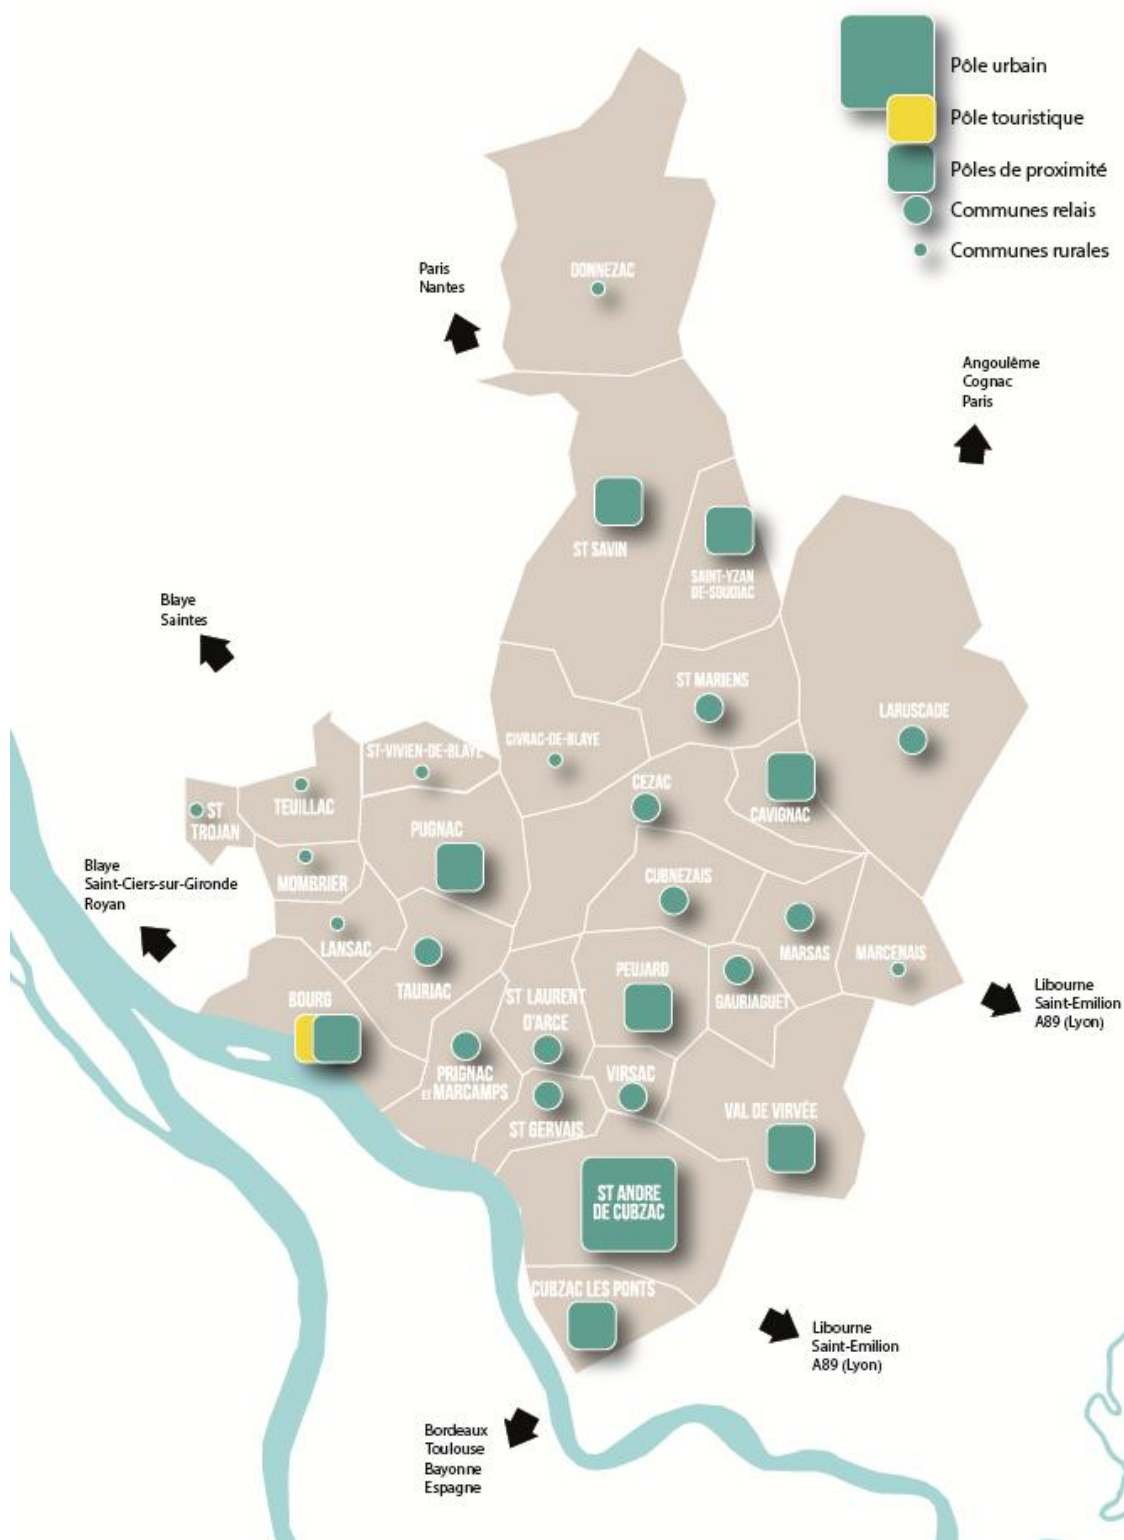 Pôle urbain
Pôle touristique
Pôles de proximité
Communes relais
Communes rurales
DONNEZAC
Paris
Nantes
Angoulême
Cognac
Paris
ST SAVIN
SAINT-YZAN
DE-SOUDIAC
Blaye
Saintes
ST MARIENS
LARUSCADE
ST-VIVIEN-DE-BLAYE
CIVRAC-DE-BLAYE
CEZAC
CAVIGNAC
TEUILLAC
ST
TROJAN
PUGNAC
MOMBRIER
CUBNEZAIS
Blaye
Saint-Ciers-sur-Gironde
Royan
LANSAC
MARSAS
MARCENAIS
TAURIAC
PEUJARD
GAURIAGUET
BOURG
ST LAURENT
D'ARCE
Libourne
Saint-Emilion
A89 (Lyon)
PRIGNAC
ET MARCAMPS
VIRSAC
ST GERVAIS
VAL DE VIRVÉE
ST ANDRE
DE CUBZAC
CUBZAC LES PONTS
Libourne
Saint-Emilion
A89 (Lyon)
Bordeaux
Toulouse
Bayonne
Espagne